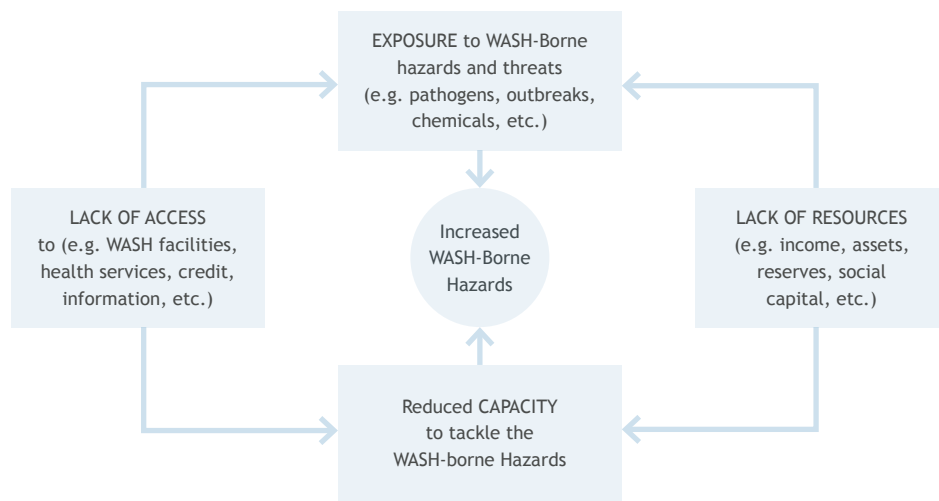 EXPOSURE to WASH-Borne
hazards and threats
(e.g. pathogens, outbreaks,
chemicals, etc.)
LACK OF ACCESS
to (e.g. WASH facilities,
health services, credit,
information, etc.)
Increased
WASH-Borne
Hazards
LACK OF RESOURCES
(e.g. income, assets,
reserves, social
capital, etc.)
Reduced CAPACITY
to tackle the
WASH-borne Hazards